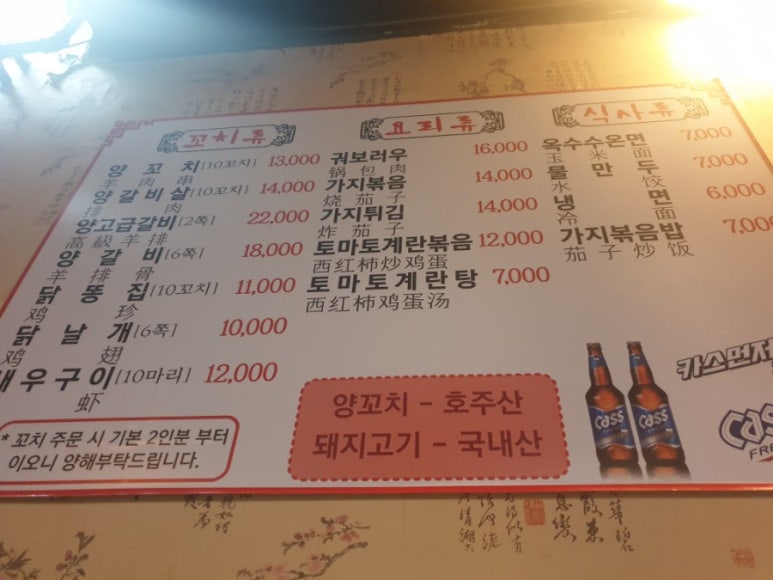 꼬치류
양꼬치[10꼬치] 13,000
羊肉串
양갈비살[10꼬치] 14,000
排肉
양고급갈비[2쪽] 22,000
高級羊排
양갈비[6쪽] 18,000
羊排骨
닭똥집[10꼬치] 11,000
鸡珍
닭날개[6쪽] 10,000
鸡翅
새우구이[10마리] 12,000
虾
* 꼬치 주문 시 기본 2인분 부터
이오니 양해부탁드립니다.
요리류
궈보러우 16,000
锅包肉
가지볶음 14,000
烧茄子
가지튀김 14,000
炸茄子
토마토계란볶음 12,000
西红柿炒鸡蛋
토마토계란탕 7,000
西红柿鸡蛋汤
식사류
옥수수온면 7,000
玉米面
물만두 7,000
水饺
냉면 6,000
冷面
가지볶음밥 7,000
茄子炒饭
양꼬치 - 호주산
돼지고기 - 국내산
카스먼저
cass
cass